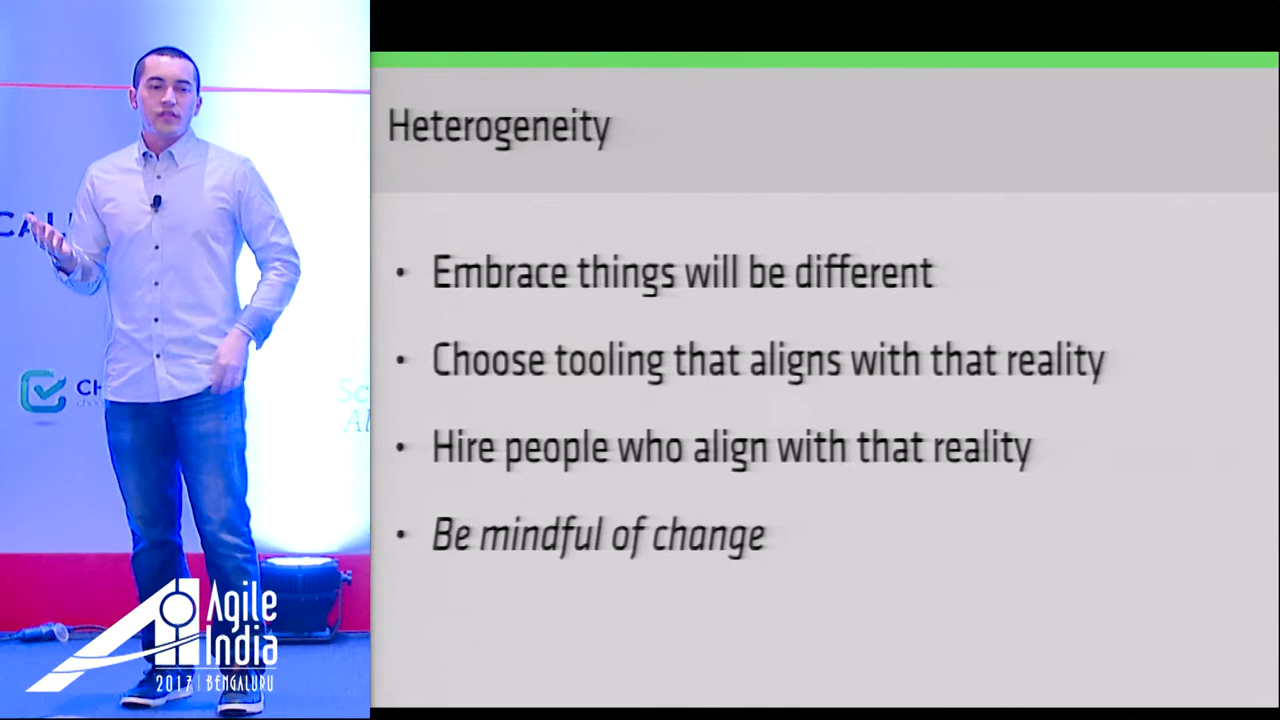 Heterogeneity
• Embrace things will be different
• Choose tooling that aligns with that reality
• Hire people who align with that reality
• Be mindful of change
Agile
India
2017 | BENGALURU